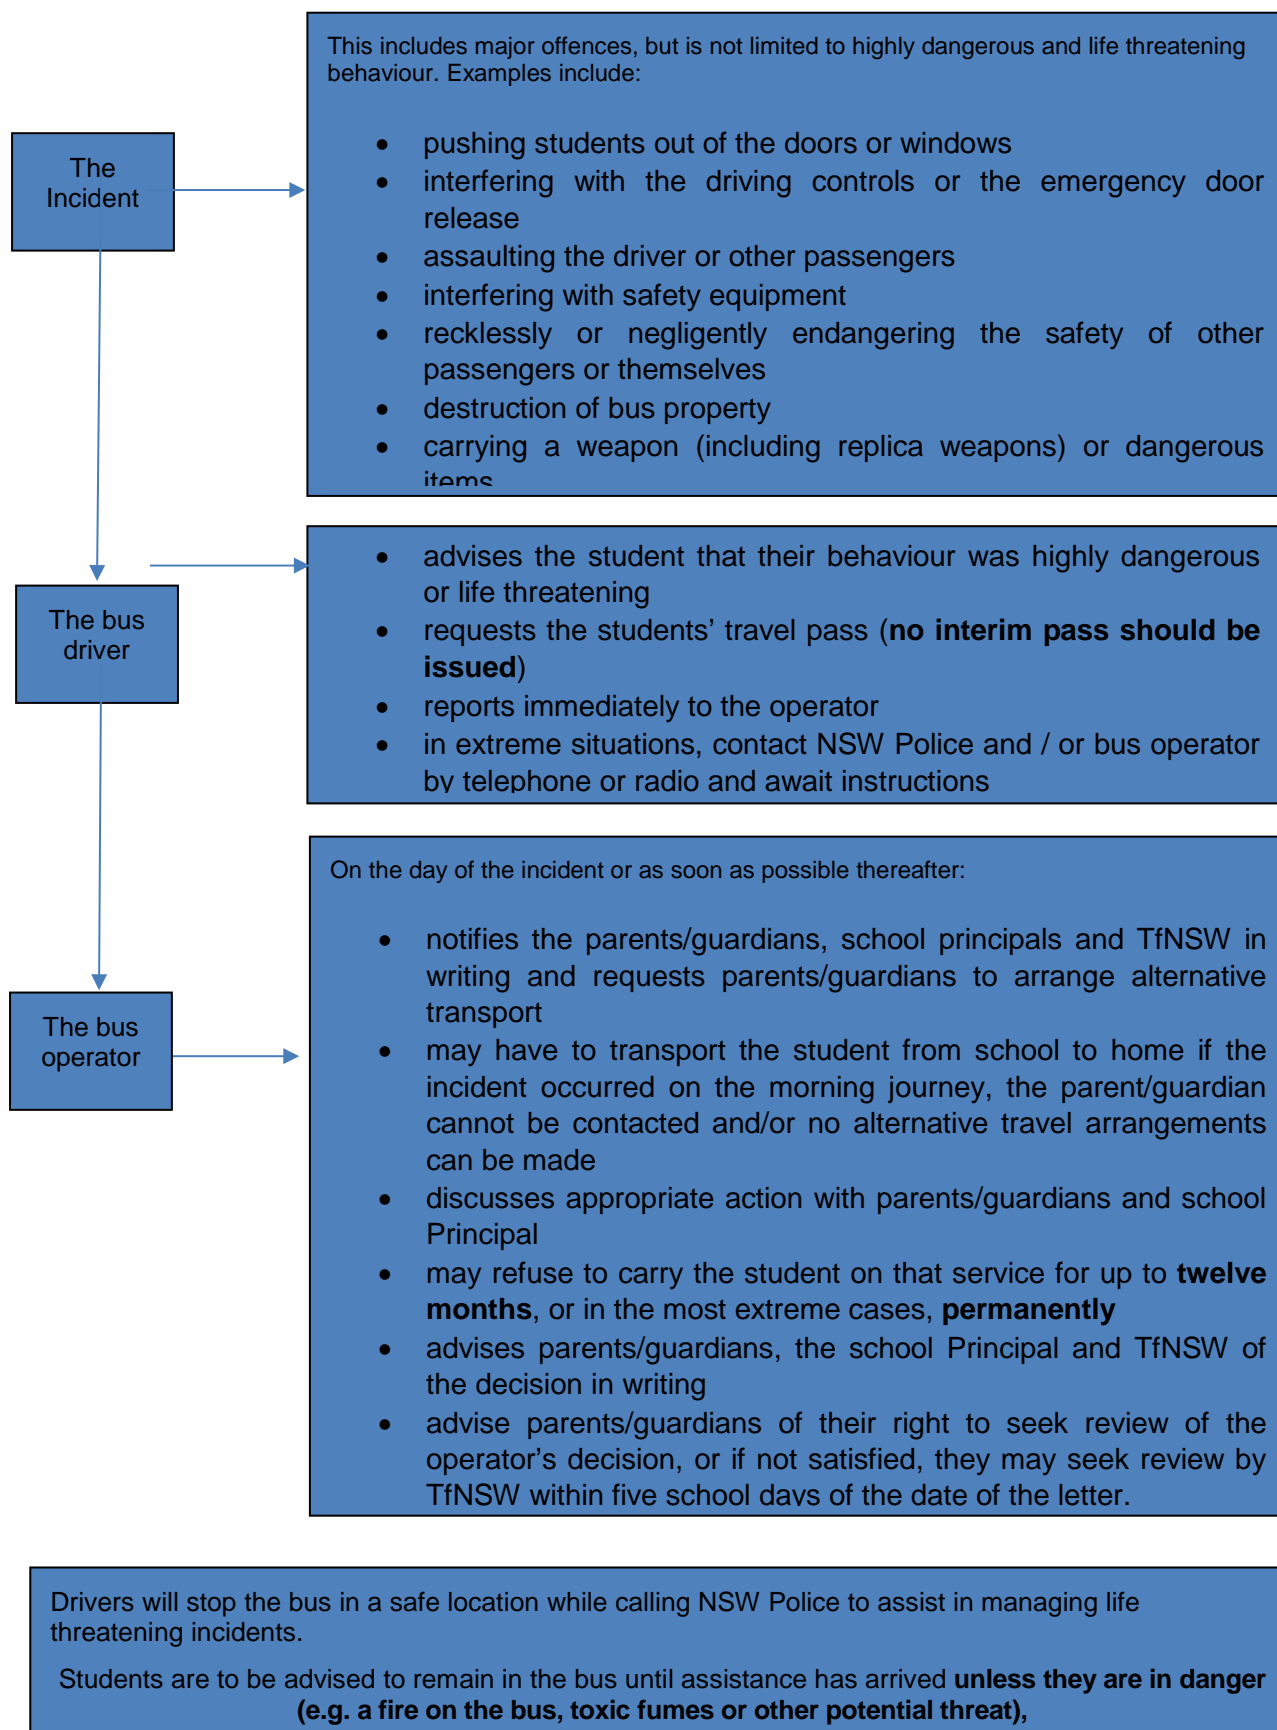 This includes major offences, but is not limited to highly dangerous and life threatening
behaviour. Examples include:
The
Incident
• pushing students out of the doors or windows
• interfering with the driving controls or the emergency door
release
• assaulting the driver or other passengers
• interfering with safety equipment
• recklessly or negligently endangering the safety of other
passengers or themselves
• destruction of bus property
• carrying a weapon (including replica weapons) or dangerous
items
The bus
driver
• advises the student that their behaviour was highly dangerous
or life threatening
• requests the students’ travel pass (no interim pass should be
issued)
• reports immediately to the operator
• in extreme situations, contact NSW Police and / or bus operator
by telephone or radio and await instructions
The bus
operator
On the day of the incident or as soon as possible thereafter:
• notifies the parents/guardians, school principals and TfNSW in
writing and requests parents/guardians to arrange alternative
transport
• may have to transport the student from school to home if the
incident occurred on the morning journey, the parent/guardian
cannot be contacted and/or no alternative travel arrangements
can be made
• discusses appropriate action with parents/guardians and school
Principal
• may refuse to carry the student on that service for up to twelve
months, or in the most extreme cases, permanently
• advises parents/guardians, the school Principal and TfNSW of
the decision in writing
• advise parents/guardians of their right to seek review of the
operator’s decision, or if not satisfied, they may seek review by
TfNSW within five school days of the date of the letter.
Drivers will stop the bus in a safe location while calling NSW Police to assist in managing life
threatening incidents.
Students are to be advised to remain in the bus until assistance has arrived unless they are in danger
(e.g. a fire on the bus, toxic fumes or other potential threat),